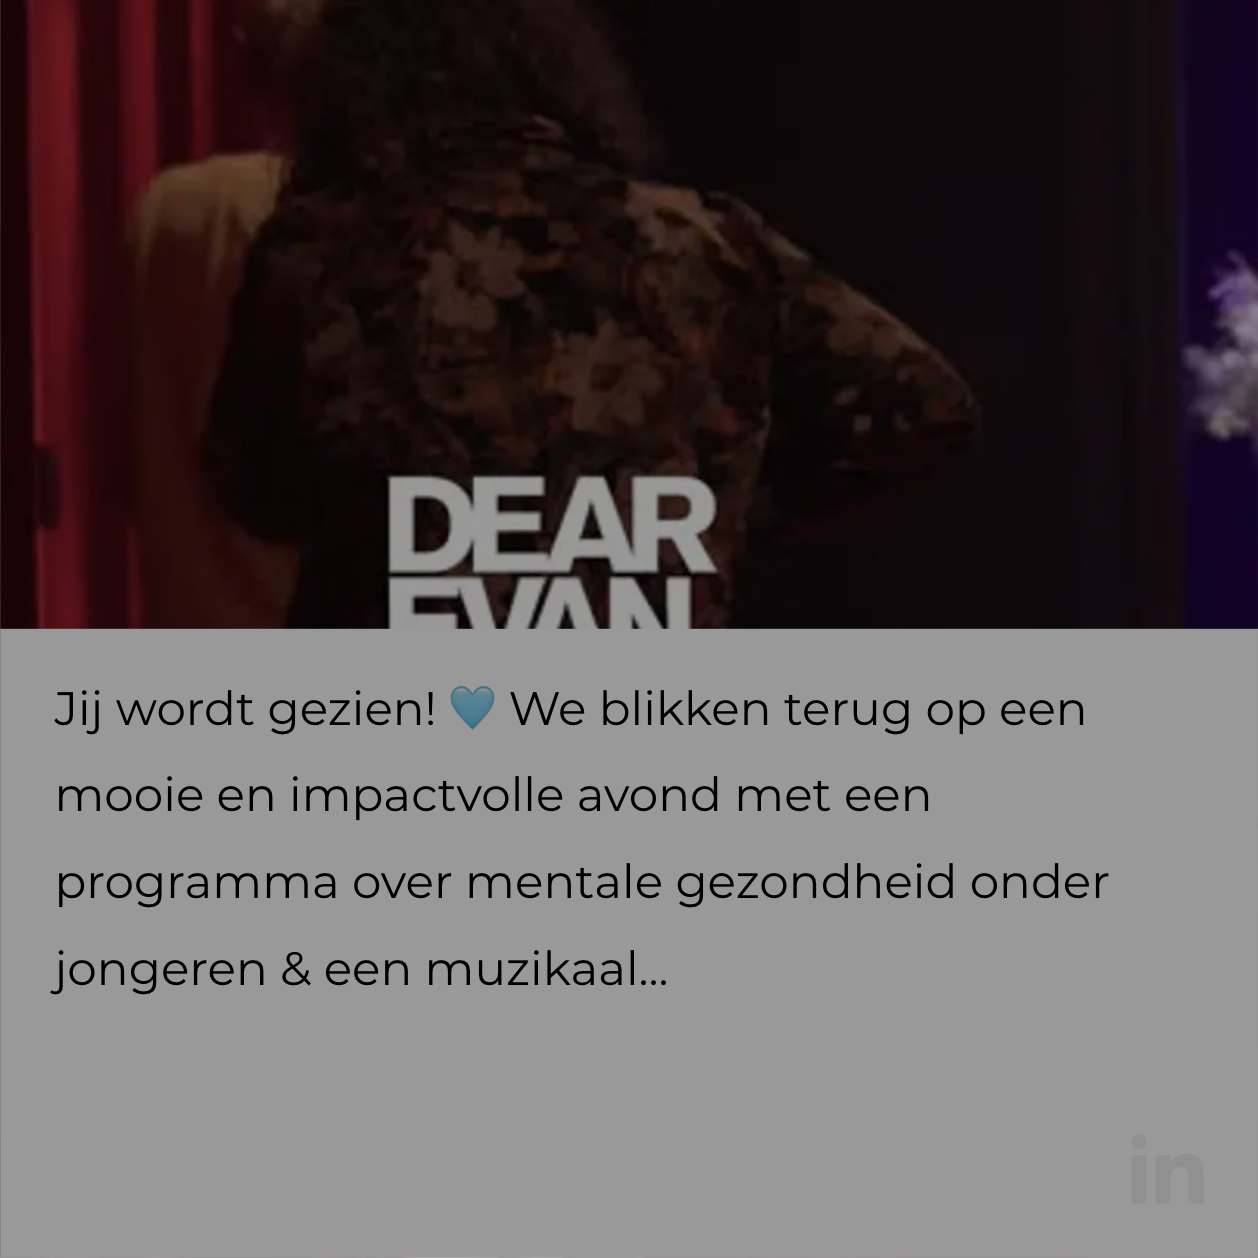 DEAR
EVAN
Jij wordt gezien! 🩵 We blikken terug op een
mooie en impactvolle avond met een
programma over mentale gezondheid onder
jongeren & een muzikaal...
in